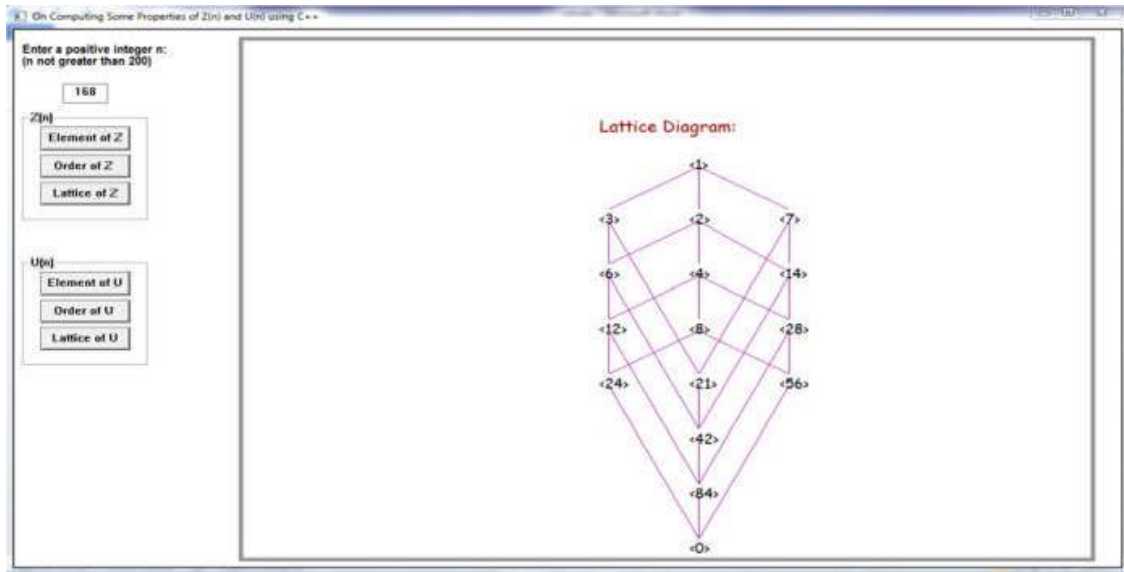 On Computing Some Properties of Z(n) and U(n) using C++
Enter a positive integer n:
(n not greater than 200)
168
Z(n)
Element of Z
Order of Z
Lattice of Z
U(n)
Element of U
Order of U
Lattice of U
Lattice Diagram:
<1>
<3> <2> <7>
<6> <4> <14>
<12> <8> <28>
<24> <21> <56>
<42>
<84>
<0>